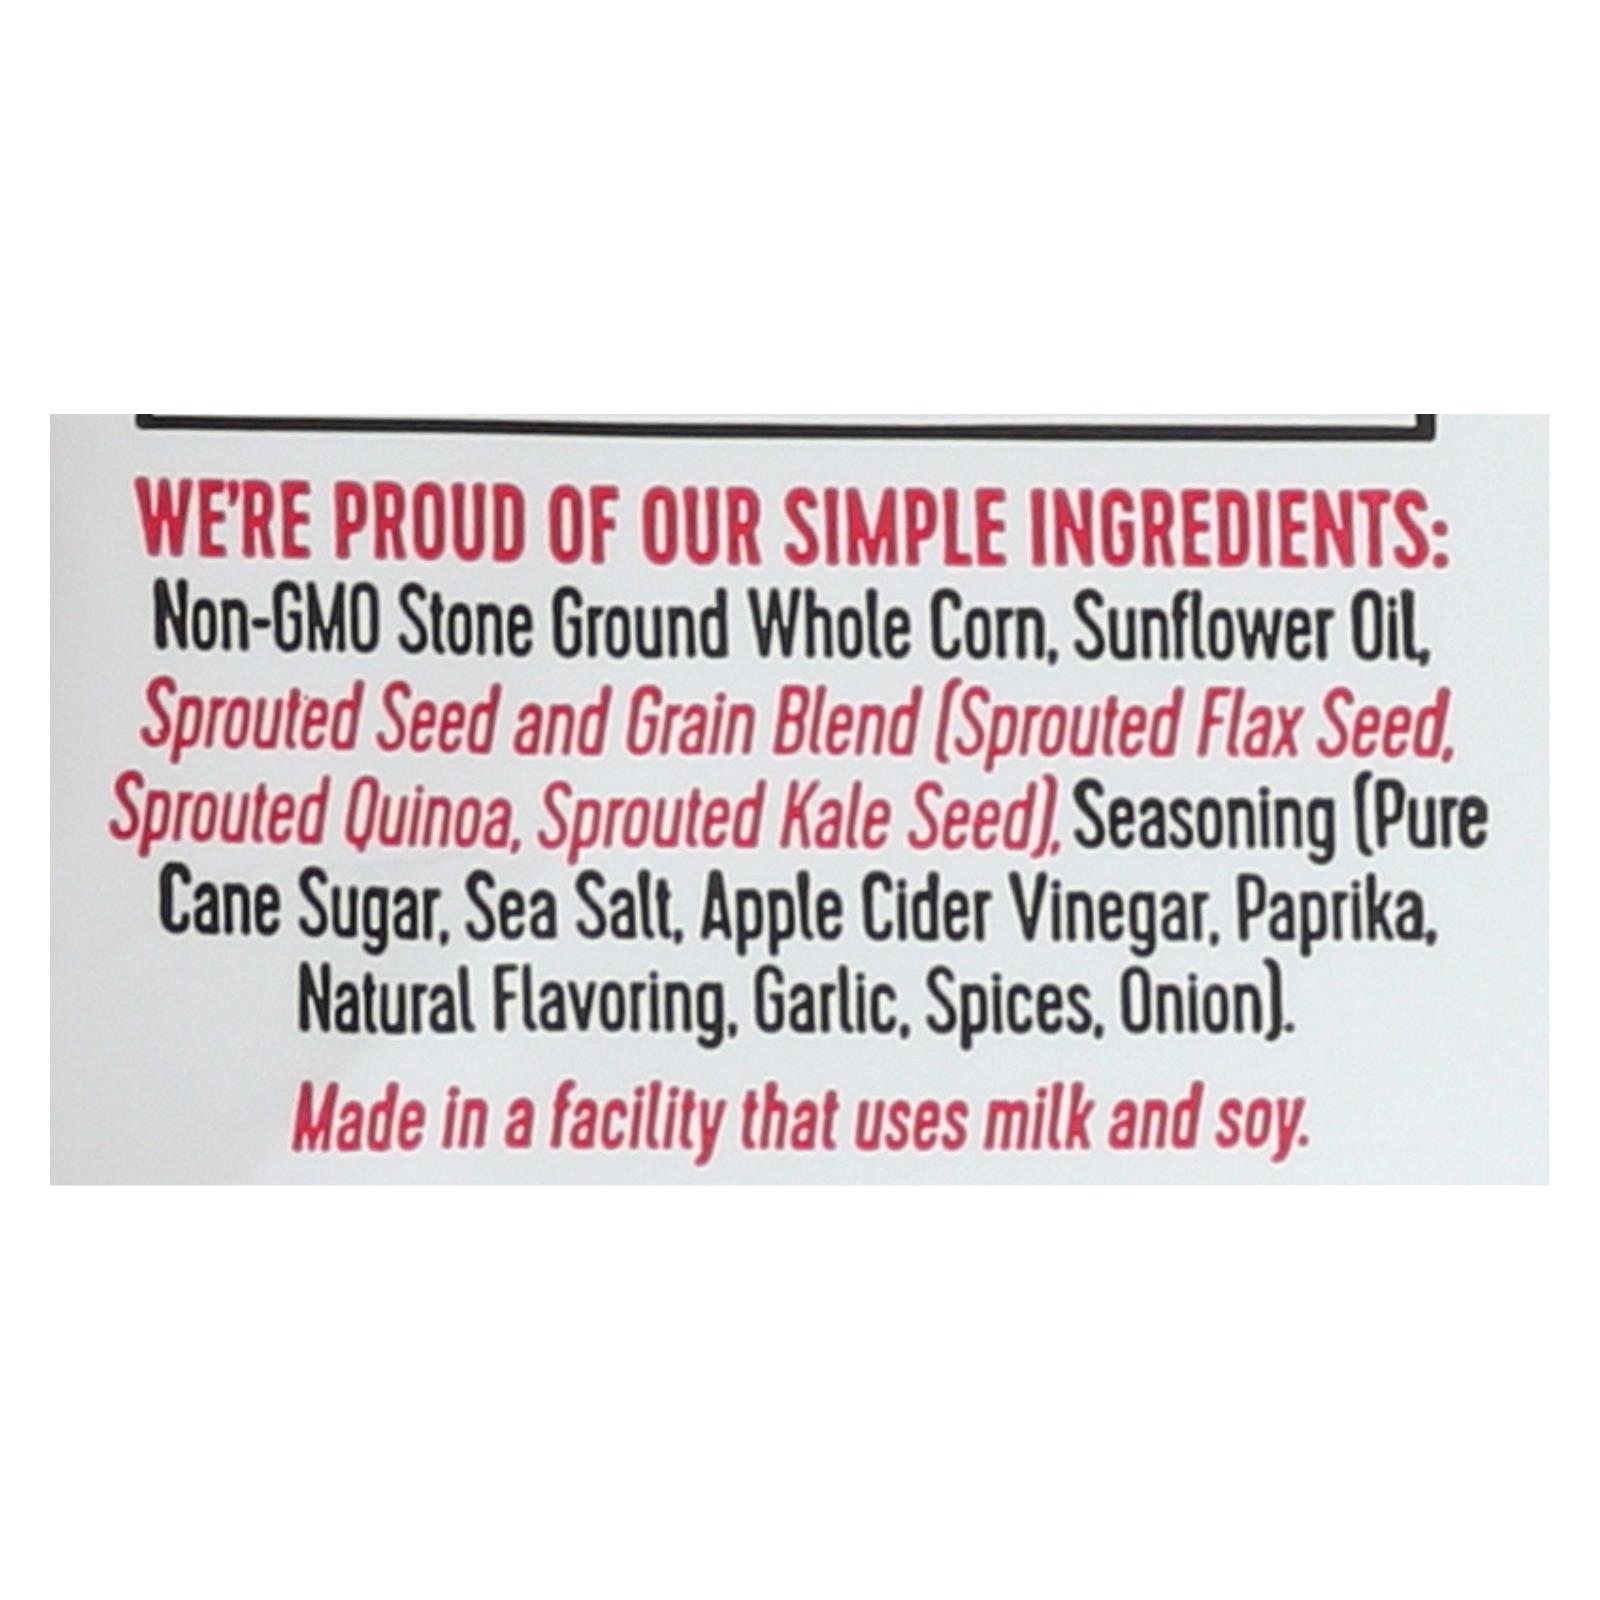 WE'RE PROUD OF OUR SIMPLE INGREDIENTS:
Non-GMO Stone Ground Whole Corn, Sunflower Oil,
Sprouted Seed and Grain Blend (Sprouted Flax Seed,
Sprouted Quinoa, Sprouted Kale Seed), Seasoning (Pure
Cane Sugar, Sea Salt, Apple Cider Vinegar, Paprika,
Natural Flavoring, Garlic, Spices, Onion).
Made in a facility that uses milk and soy.